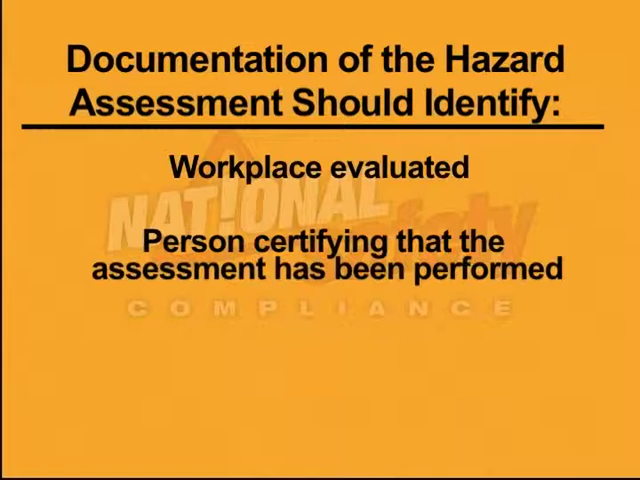 Documentation of the Hazard
Assessment Should Identify:
Workplace evaluated
NATIONAL
Safety
Person certifying that the
assessment has been performed
COMPLIANCE